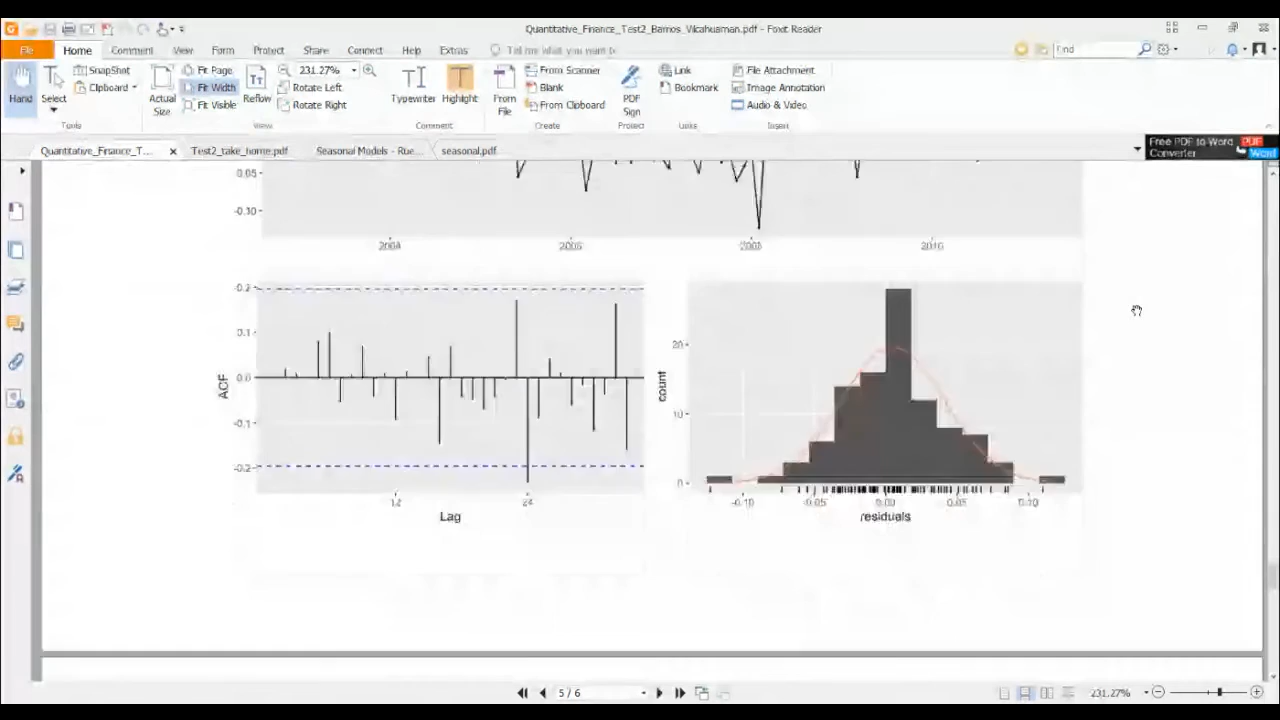 Quantitative_Finance_Test2_Barrios_Vilcahuaman.pdf - Foxit Reader
File Home Comment View Form Protect Share Connect Help Extras Tell me what you want to Find
Hand Select SnapShot Clipboard Actual Size Fit Page Fit Width Fit Visible Reflow 231.27% Rotate Left Rotate Right Typewriter Highlight From File From Scanner Blank From Clipboard PDF Sign Link Bookmark File Attachment Image Annotation Audio & Video
Tools View Comment Create Protect Links Insert
Quantitative_Finance_T... Test2_take_home.pdf Seasonal Models - Rue... seasonal.pdf Free PDF to Word Converter PDF Word
0.05
-0.10
2004 2006 2008 2010
0.2
0.1
0.0
-0.1
-0.2
ACF
12 24
Lag
20
10
0
count
-0.10 -0.05 0.00 0.05 0.10
residuals
5 / 6 231.27%